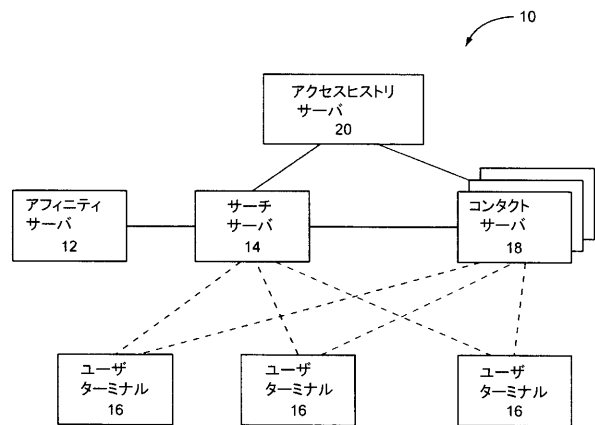 10
アクセスヒストリ
サーバ
20
アフィニティ
サーバ
12
サーチ
サーバ
14
コンタクト
サーバ
18
ユーザ
ターミナル
16
ユーザ
ターミナル
16
ユーザ
ターミナル
16